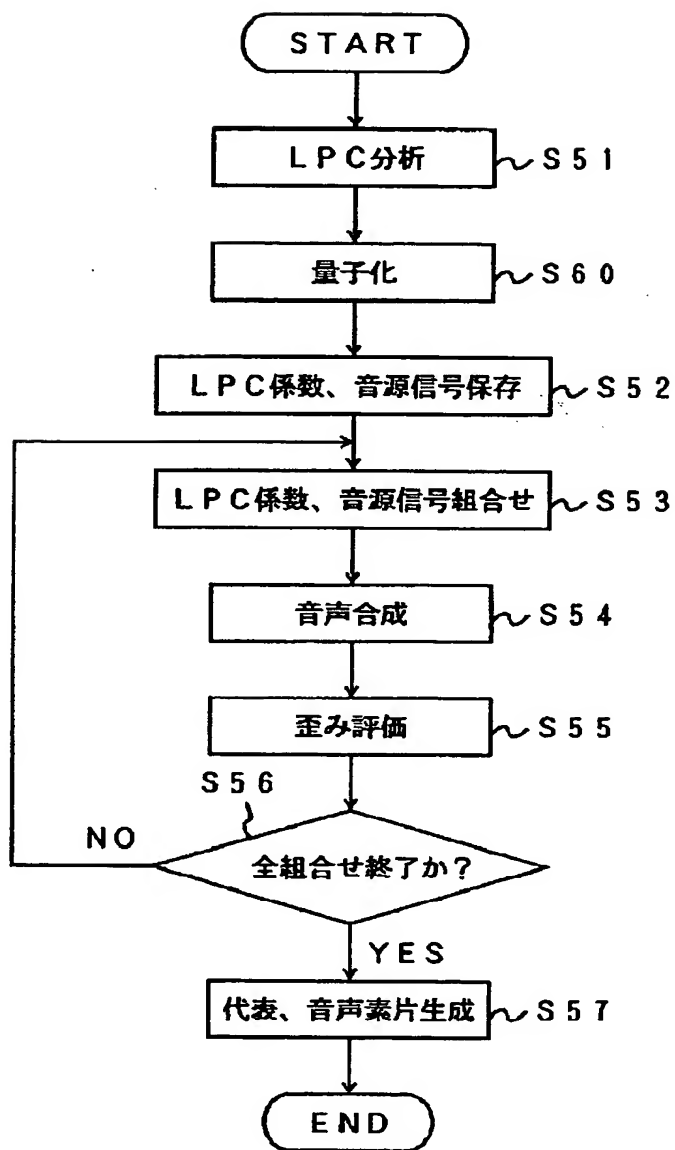 START
LPC分析 S51
量子化 S60
LPC係数、音源信号保存 S52
LPC係数、音源信号組合せ S53
音声合成 S54
歪み評価 S55
S56
NO
全組合せ終了か?
YES
代表、音声素片生成 S57
END